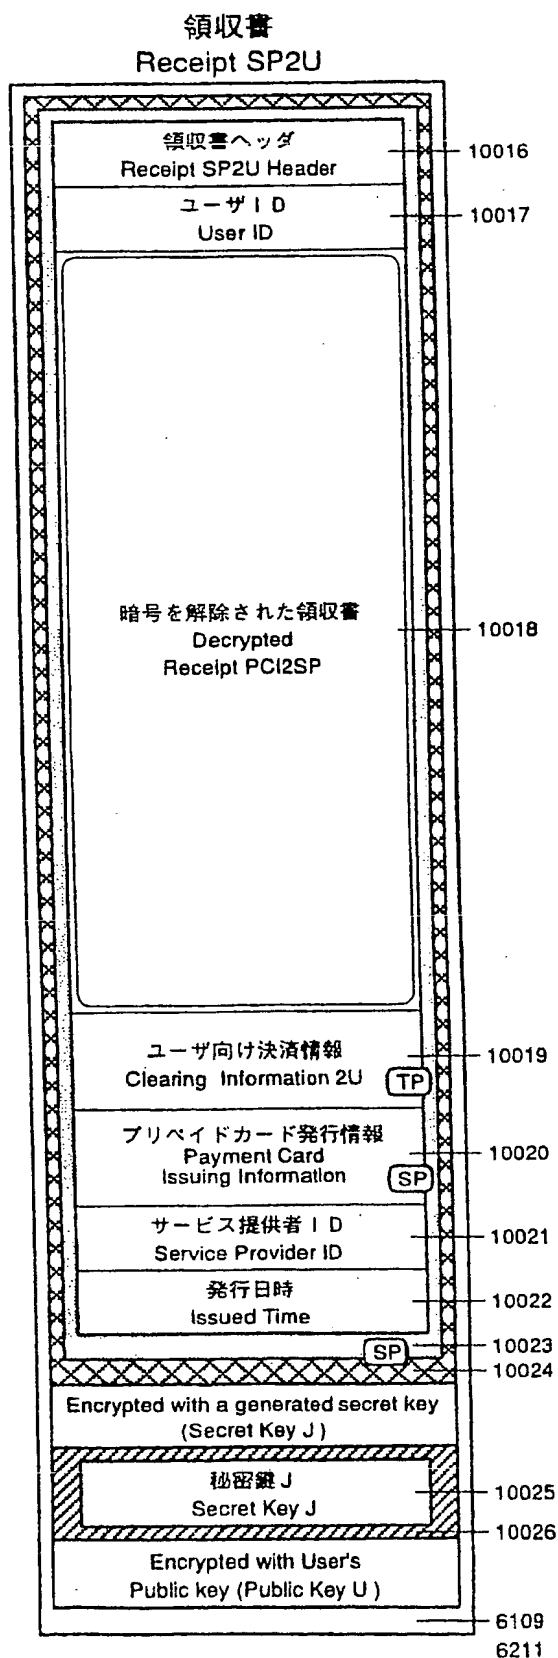 領収書
Receipt SP2U
領収書ヘッダ
Receipt SP2U Header
10016
ユーザID
User ID
10017
暗号を解除された領収書
Decrypted
Receipt PCI2SP
10018
ユーザ向け決済情報
Clearing Information 2U
TP
10019
プリペイドカード発行情報
Payment Card
Issuing Information
SP
10020
サービス提供者ID
Service Provider ID
10021
発行日時
Issued Time
10022
SP
10023
10024
Encrypted with a generated secret key
(Secret Key J )
秘密鍵J
Secret Key J
10025
10026
Encrypted with User's
Public key (Public Key U )
6109
6211